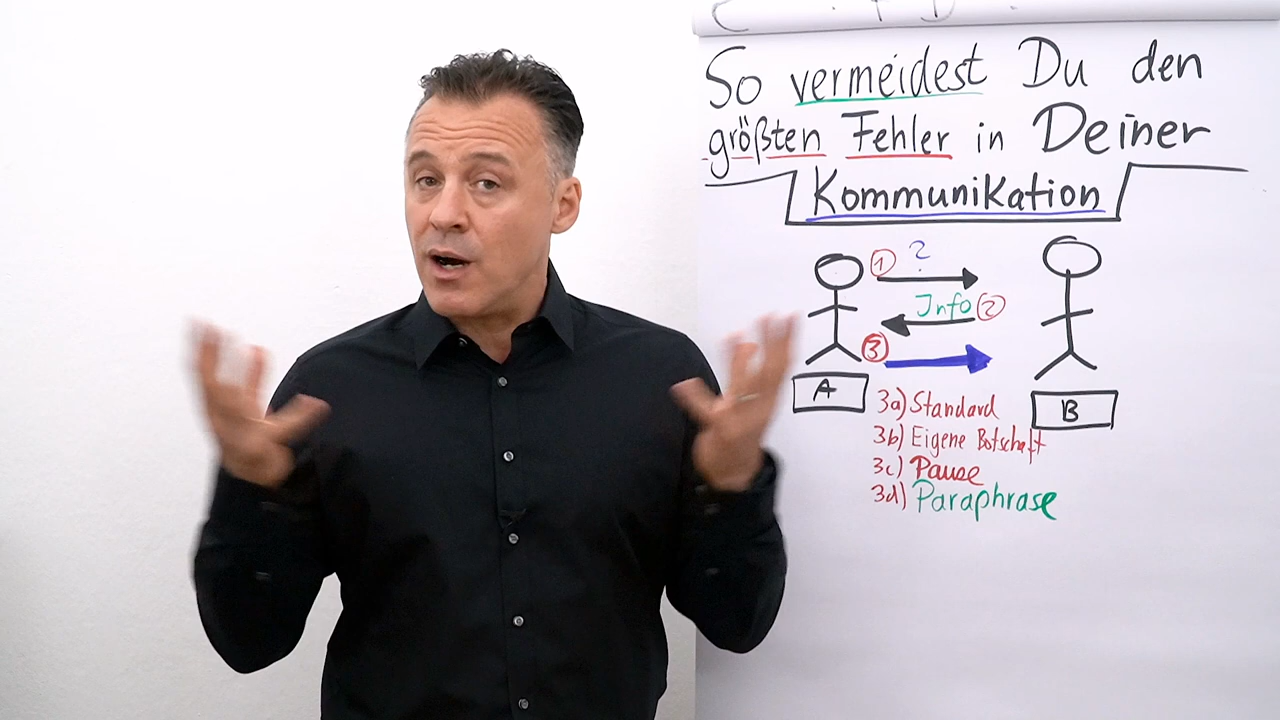 So vermeidest Du den
größten Fehler in Deiner
Kommunikation
1 ?
Info 2
3
A
B
3a) Standard
3b) Eigene Botschaft
3c) Pause
3d) Paraphrase